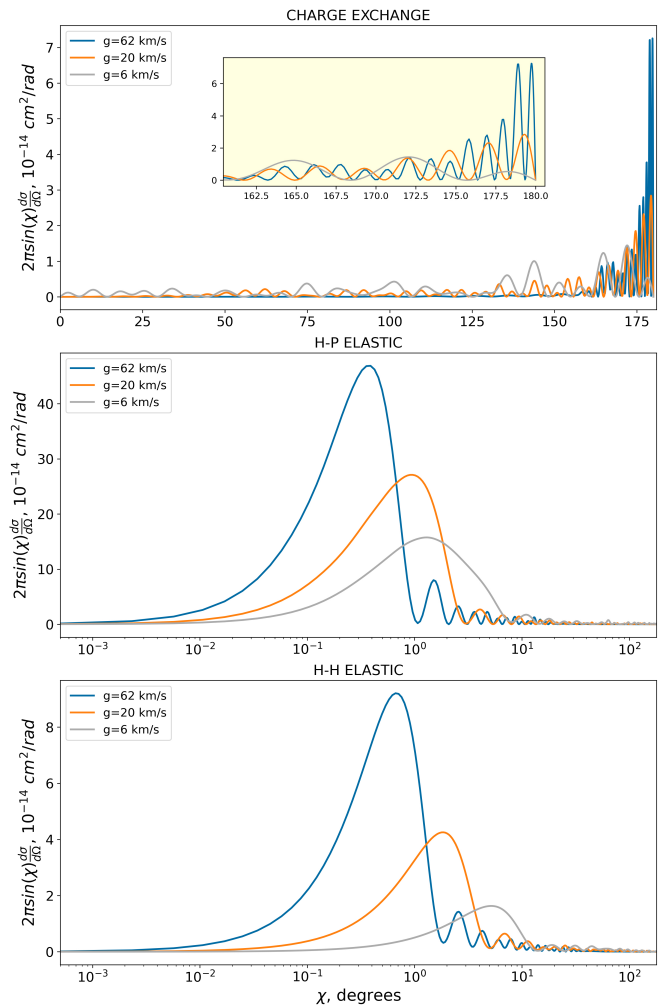 CHARGE EXCHANGE
g=62 km/s
g=20 km/s
g=6 km/s
2πsin(χ)dσ/dΩ, 10⁻¹⁴ cm²/rad
7
6
5
4
3
2
1
0
6
4
2
0
162.5 165.0 167.5 170.0 172.5 175.0 177.5 180.0
0 25 50 75 100 125 150 175
H-P ELASTIC
g=62 km/s
g=20 km/s
g=6 km/s
2πsin(χ)dσ/dΩ, 10⁻¹⁴ cm²/rad
40
30
20
10
0
10⁻³ 10⁻² 10⁻¹ 10⁰ 10¹ 10²
H-H ELASTIC
g=62 km/s
g=20 km/s
g=6 km/s
2πsin(χ)dσ/dΩ, 10⁻¹⁴ cm²/rad
8
6
4
2
0
10⁻³ 10⁻² 10⁻¹ 10⁰ 10¹ 10²
χ, degrees